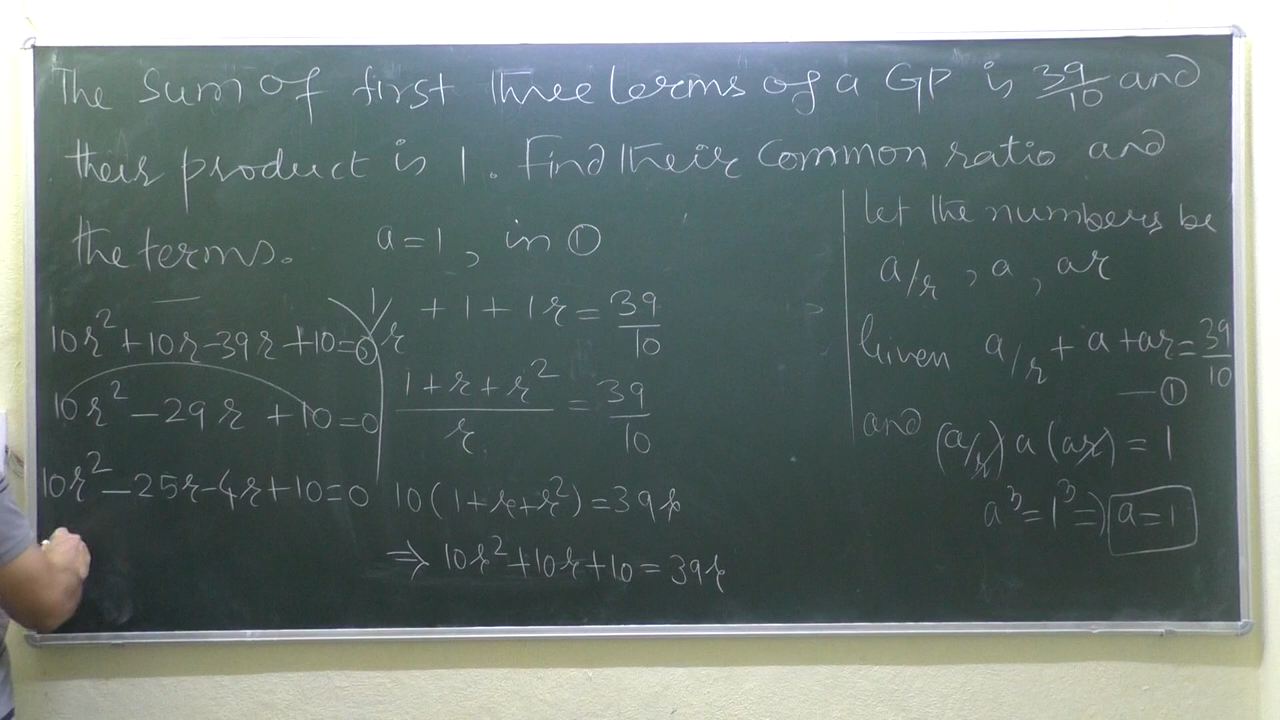 The Sum of first three terms of a GP is 39/10 and
their product is 1. Find their Common ratio and
the terms.
let the numbers be
a/r, a, ar
Given a/r + a + ar = 39/10
— ①
and (a/r) a (ar) = 1
a³ = 1³ ⇒ a = 1
a = 1, in ①
1/r + 1 + 1r = 39/10
(1 + r + r²)/r = 39/10
10(1 + r + r²) = 39r
⇒ 10r² + 10r + 10 = 39r
10r² + 10r - 39r + 10 = 0
10r² - 29r + 10 = 0
10r² - 25r - 4r + 10 = 0